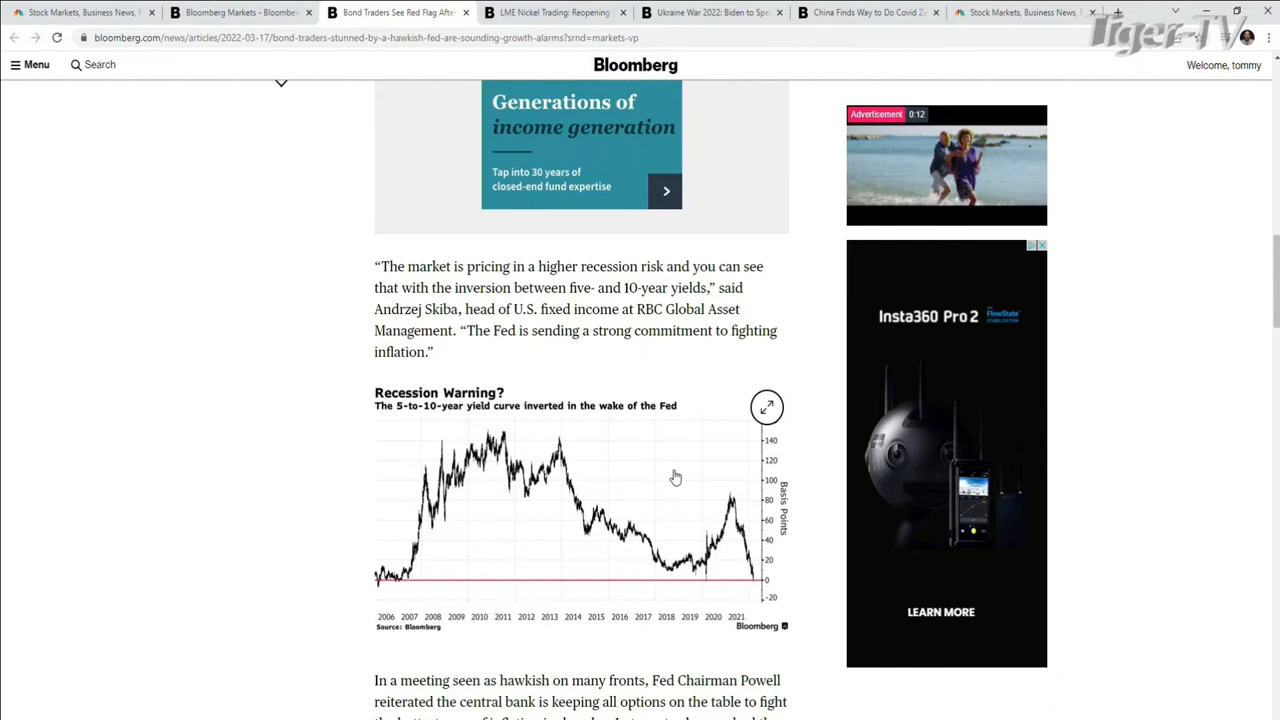 Stock Markets, Business News, F
Bloomberg Markets - Bloomber
Bond Traders See Red Flag After
LME Nickel Trading: Reopening
Ukraine War 2022: Biden to Spe
China Finds Way to Do Covid Ze
Stock Markets, Business News, F
Tiger-TV
bloomberg.com/news/articles/2022-03-17/bond-traders-stunned-by-a-hawkish-fed-are-sounding-growth-alarms?srnd=markets-vp
Menu
Search
Bloomberg
Welcome, tommy
Generations of
income generation
Tap into 30 years of
closed-end fund expertise
Advertisement 0:12
“The market is pricing in a higher recession risk and you can see
that with the inversion between five- and 10-year yields,” said
Andrzej Skiba, head of U.S. fixed income at RBC Global Asset
Management. “The Fed is sending a strong commitment to fighting
inflation.”
Insta360 Pro 2
FlowState
STABILIZATION
Recession Warning?
The 5-to-10-year yield curve inverted in the wake of the Fed
140
120
100
80
60
40
20
0
-20
Basis Points
2006 2007 2008 2009 2010 2011 2012 2013 2014 2015 2016 2017 2018 2019 2020 2021
Source: Bloomberg
Bloomberg
LEARN MORE
In a meeting seen as hawkish on many fronts, Fed Chairman Powell
reiterated the central bank is keeping all options on the table to fight